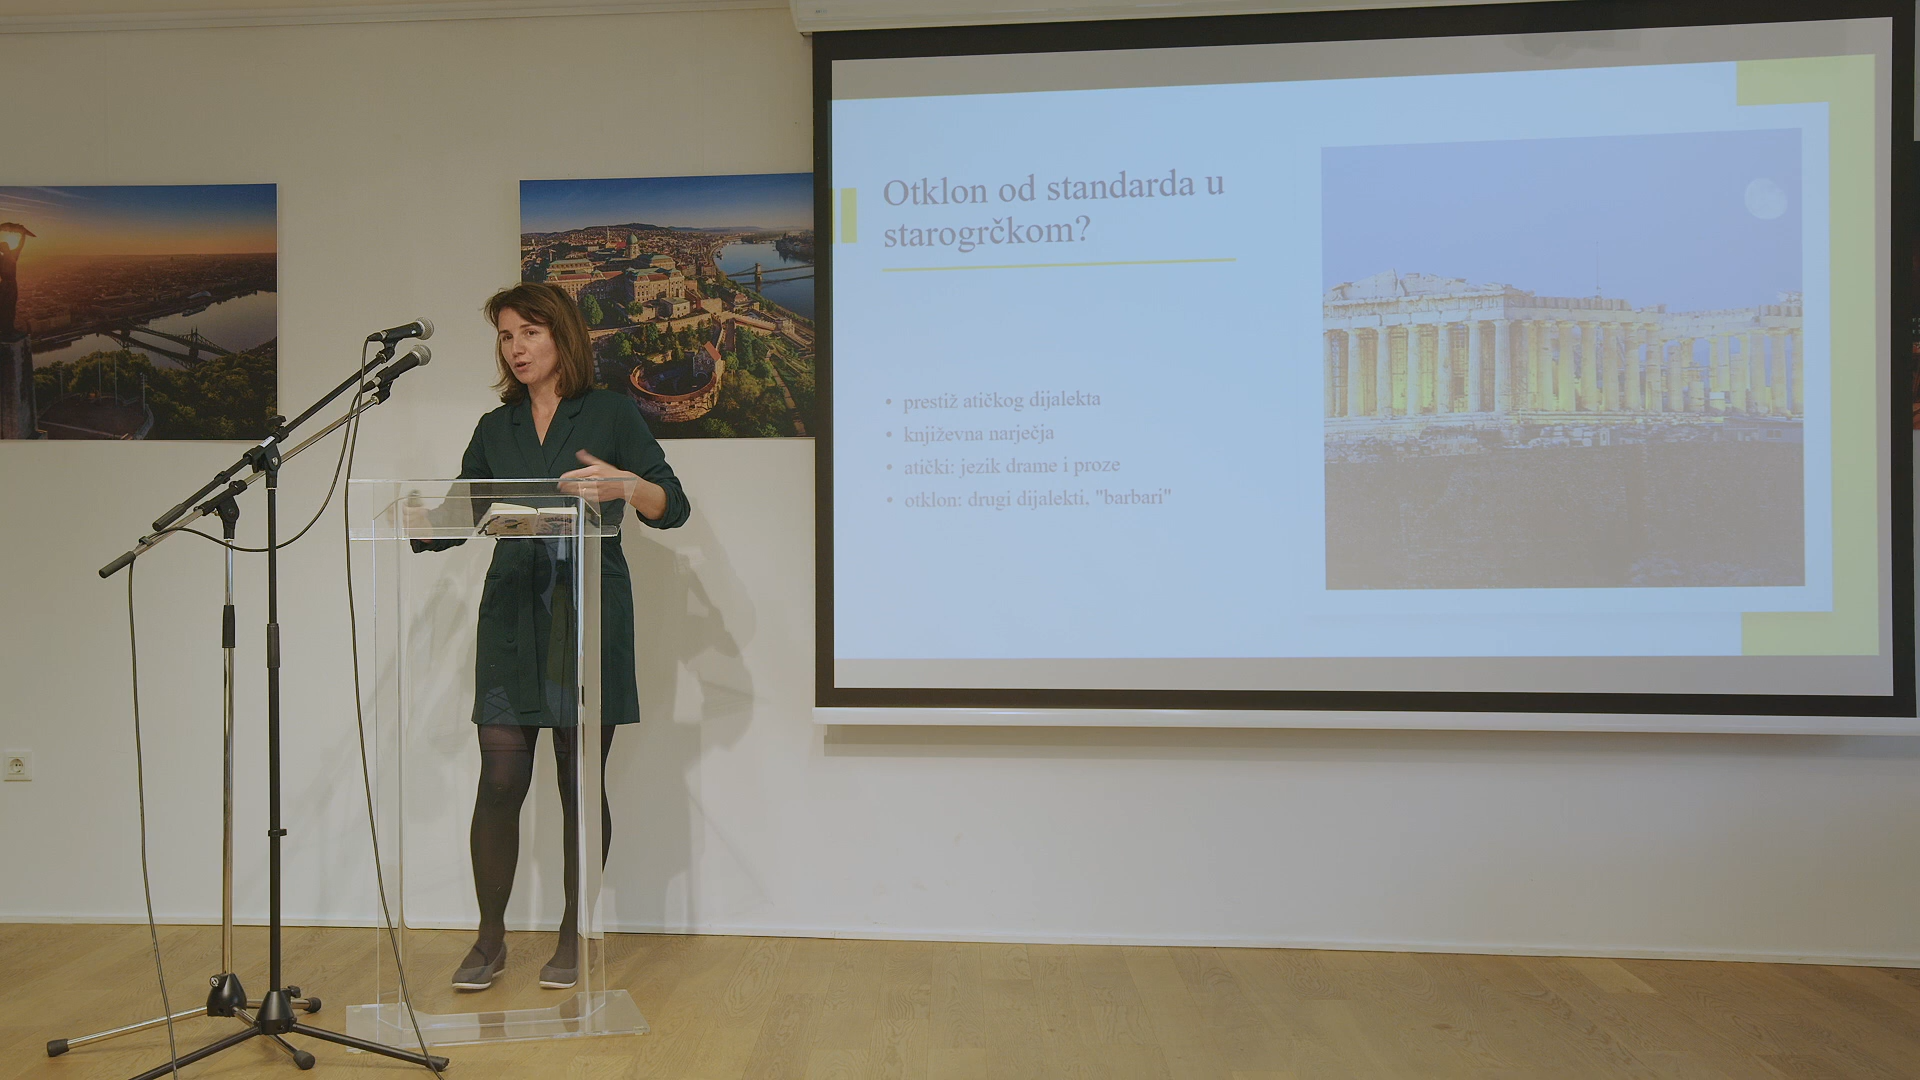 Otklon od standarda u
starogrčkom?
• prestiž atičkog dijalekta
• književna narječja
• atički: jezik drame i proze
• otklon: drugi dijalekti, "barbari"